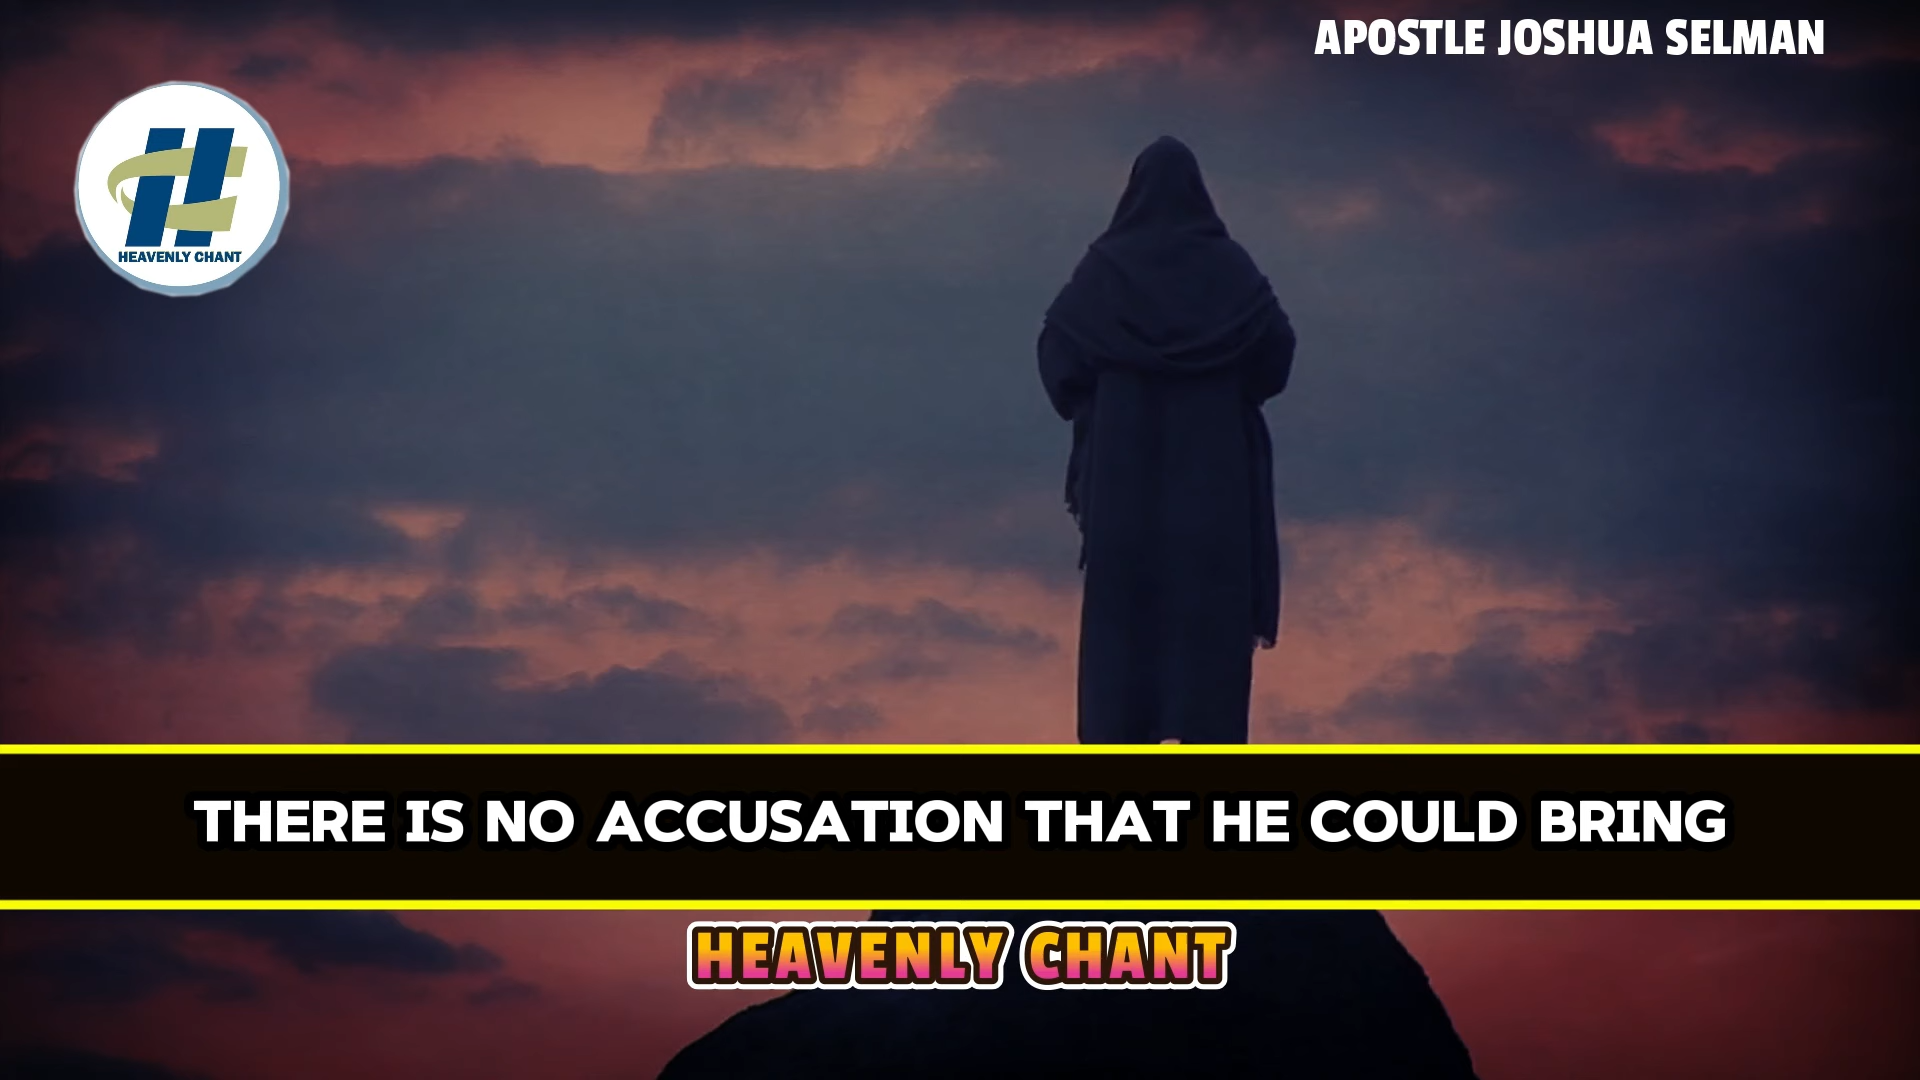 APOSTLE JOSHUA SELMAN
HEAVENLY CHANT
THERE IS NO ACCUSATION THAT HE COULD BRING
HEAVENLY CHANT